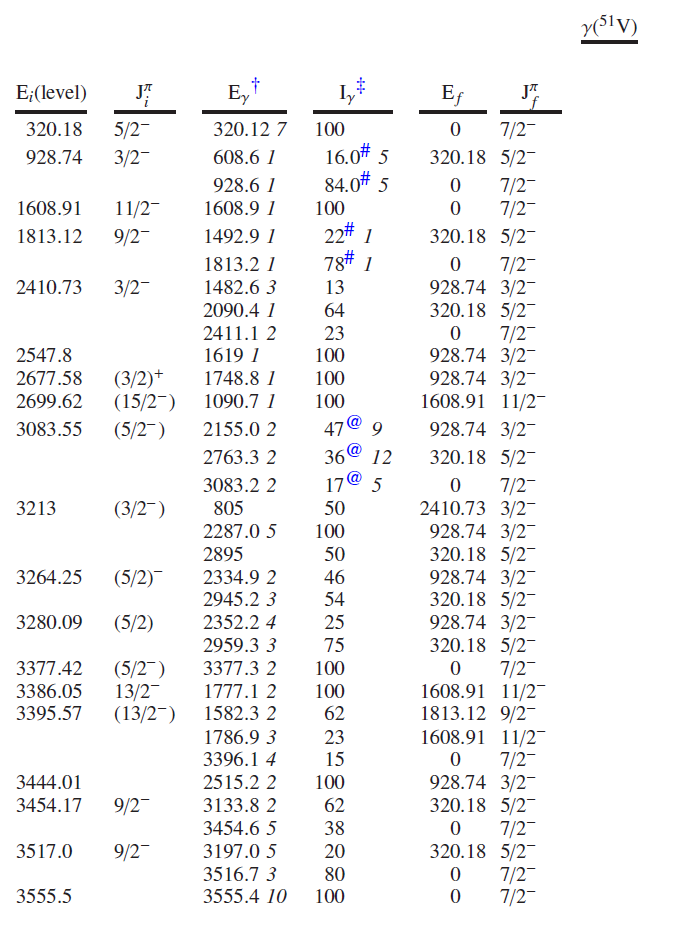 γ(⁵¹V)
Eᵢ(level) Jᵢ^π E_γ† I_γ‡ E_f J_f^π
320.18 5/2⁻ 320.12 7 100 0 7/2⁻
928.74 3/2⁻ 608.6 1 16.0# 5 320.18 5/2⁻
928.6 1 84.0# 5 0 7/2⁻
1608.91 11/2⁻ 1608.9 1 100 0 7/2⁻
1813.12 9/2⁻ 1492.9 1 22# 1 320.18 5/2⁻
1813.2 1 78# 1 0 7/2⁻
2410.73 3/2⁻ 1482.6 3 13 928.74 3/2⁻
2090.4 1 64 320.18 5/2⁻
2411.1 2 23 0 7/2⁻
2547.8 1619 1 100 928.74 3/2⁻
2677.58 (3/2)⁺ 1748.8 1 100 928.74 3/2⁻
2699.62 (15/2⁻) 1090.7 1 100 1608.91 11/2⁻
3083.55 (5/2⁻) 2155.0 2 47@ 9 928.74 3/2⁻
2763.3 2 36@ 12 320.18 5/2⁻
3083.2 2 17@ 5 0 7/2⁻
3213 (3/2⁻) 805 50 2410.73 3/2⁻
2287.0 5 100 928.74 3/2⁻
2895 50 320.18 5/2⁻
3264.25 (5/2)⁻ 2334.9 2 46 928.74 3/2⁻
2945.2 3 54 320.18 5/2⁻
3280.09 (5/2) 2352.2 4 25 928.74 3/2⁻
2959.3 3 75 320.18 5/2⁻
3377.42 (5/2⁻) 3377.3 2 100 0 7/2⁻
3386.05 13/2⁻ 1777.1 2 100 1608.91 11/2⁻
3395.57 (13/2⁻) 1582.3 2 62 1813.12 9/2⁻
1786.9 3 23 1608.91 11/2⁻
3396.1 4 15 0 7/2⁻
3444.01 2515.2 2 100 928.74 3/2⁻
3454.17 9/2⁻ 3133.8 2 62 320.18 5/2⁻
3454.6 5 38 0 7/2⁻
3517.0 9/2⁻ 3197.0 5 20 320.18 5/2⁻
3516.7 3 80 0 7/2⁻
3555.5 3555.4 10 100 0 7/2⁻